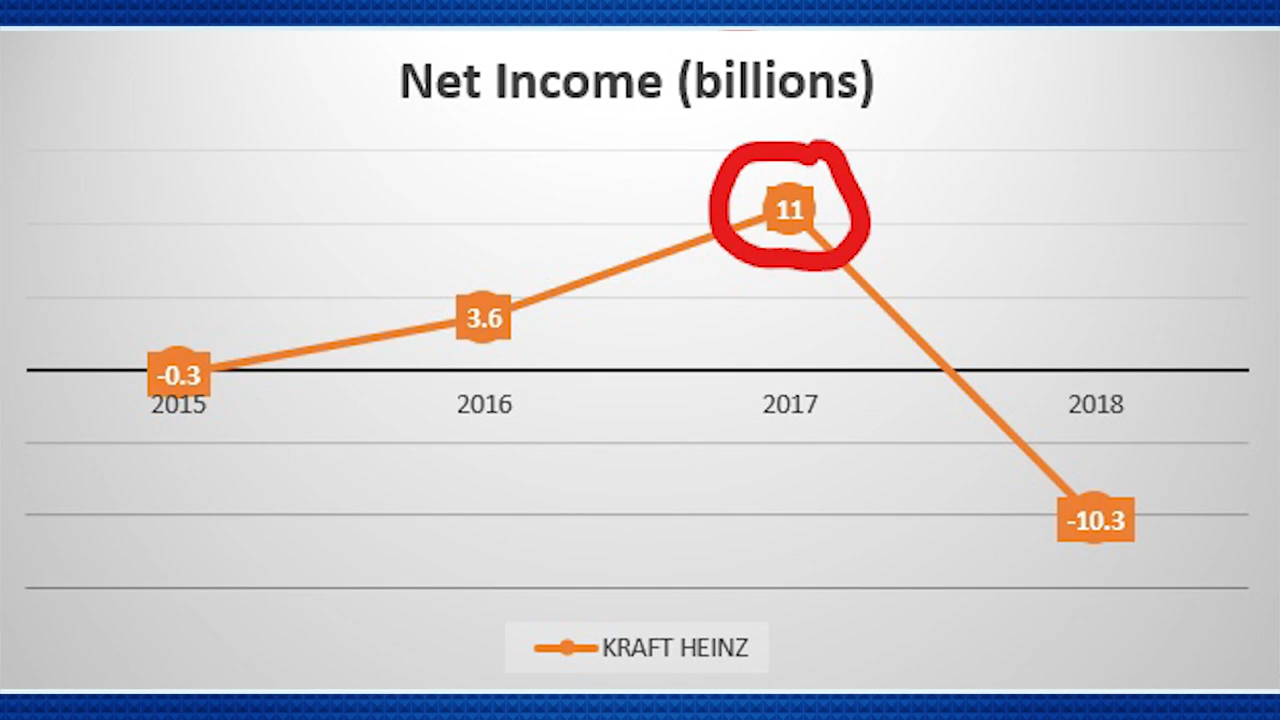 Net Income (billions)
11
3.6
-0.3
2015 2016 2017 2018
-10.3
KRAFT HEINZ